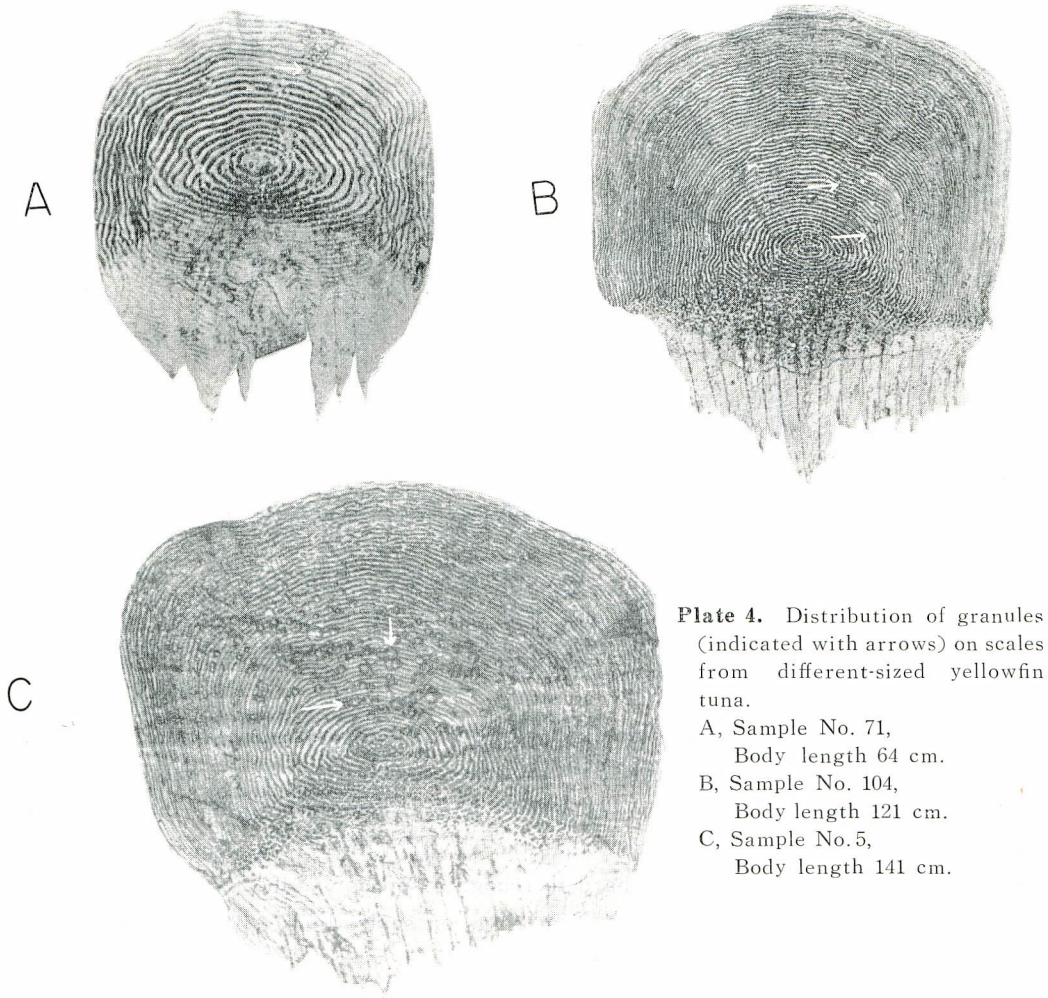 A
B
C
Plate 4. Distribution of granules
(indicated with arrows) on scales
from different-sized yellowfin
tuna.
A, Sample No. 71,
Body length 64 cm.
B, Sample No. 104,
Body length 121 cm.
C, Sample No. 5,
Body length 141 cm.